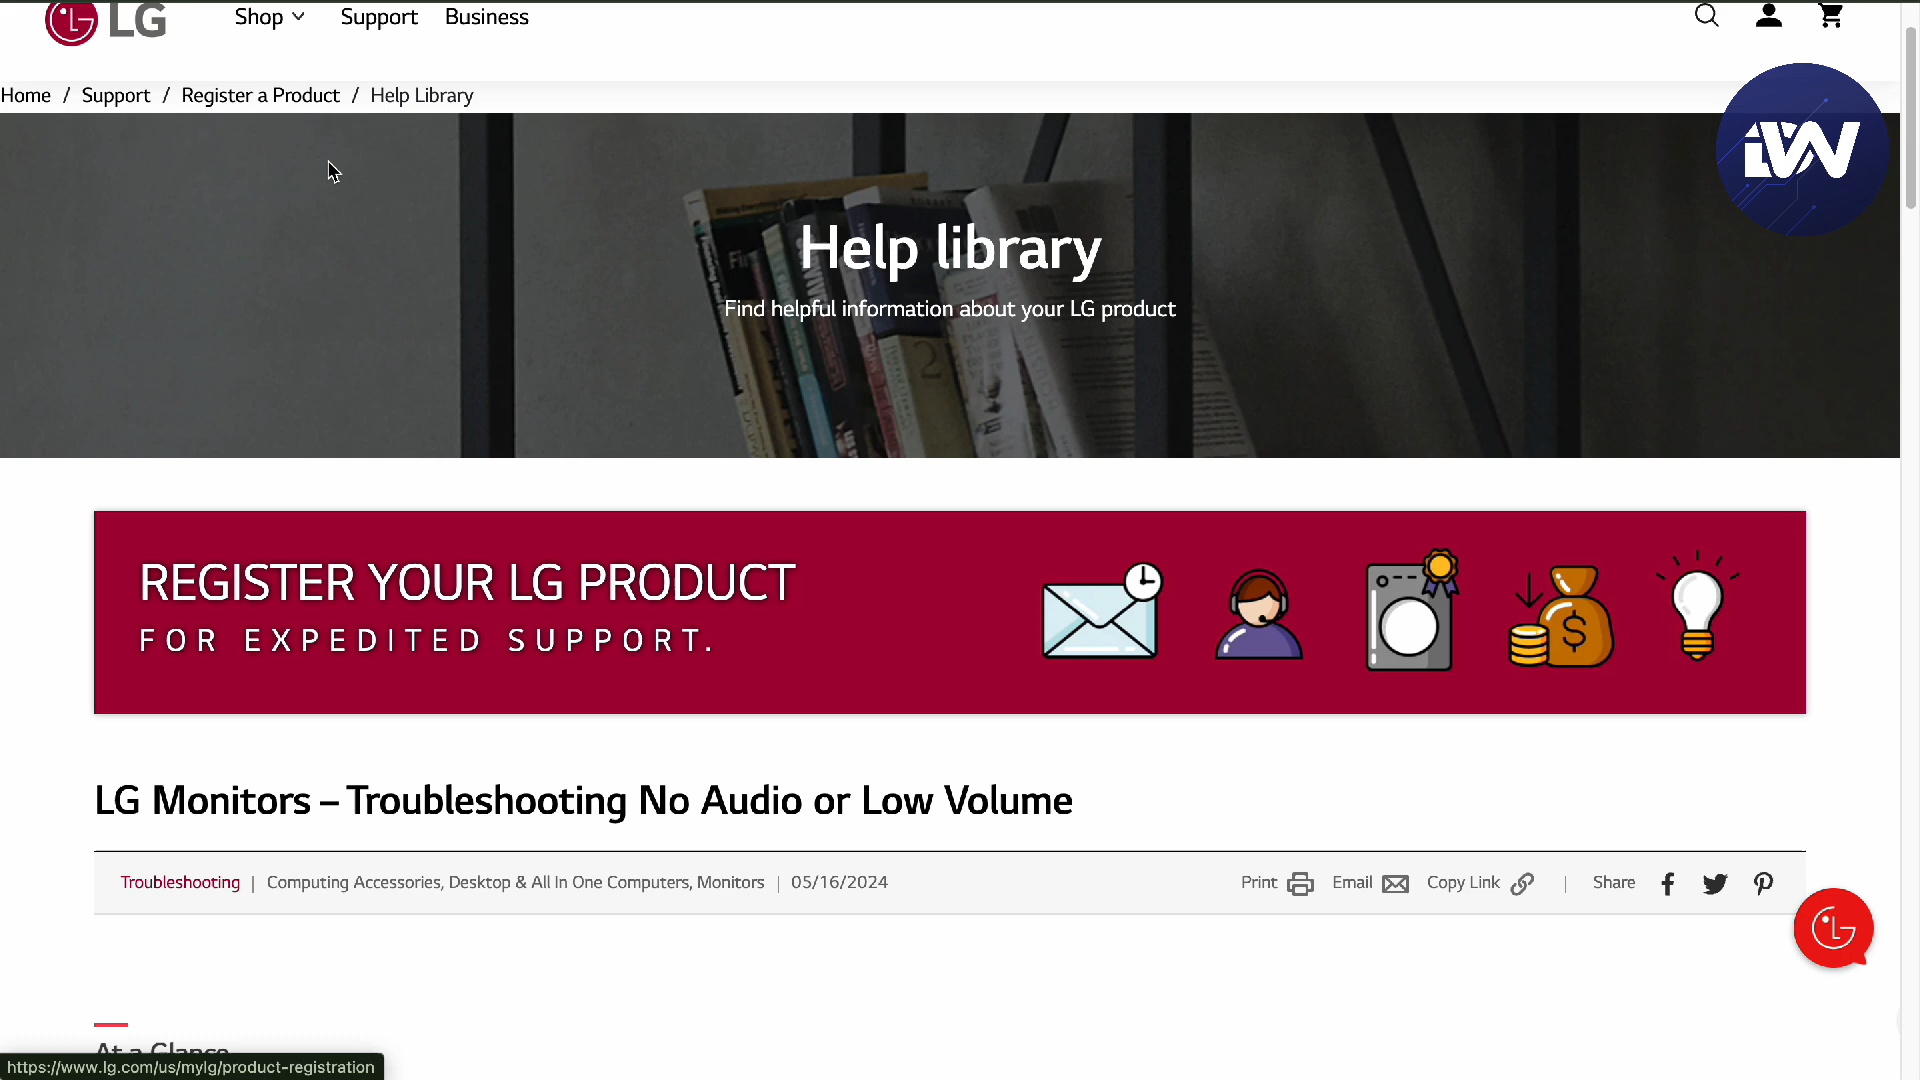 LG
Shop
Support
Business
Home / Support / Register a Product / Help Library
Help library
Find helpful information about your LG product
2
REGISTER YOUR LG PRODUCT
FOR EXPEDITED SUPPORT.
$
LG Monitors – Troubleshooting No Audio or Low Volume
Troubleshooting | Computing Accessories, Desktop & All In One Computers, Monitors | 05/16/2024
Print
Email
Copy Link
Share
At a Glance
https://www.lg.com/us/mylg/product-registration